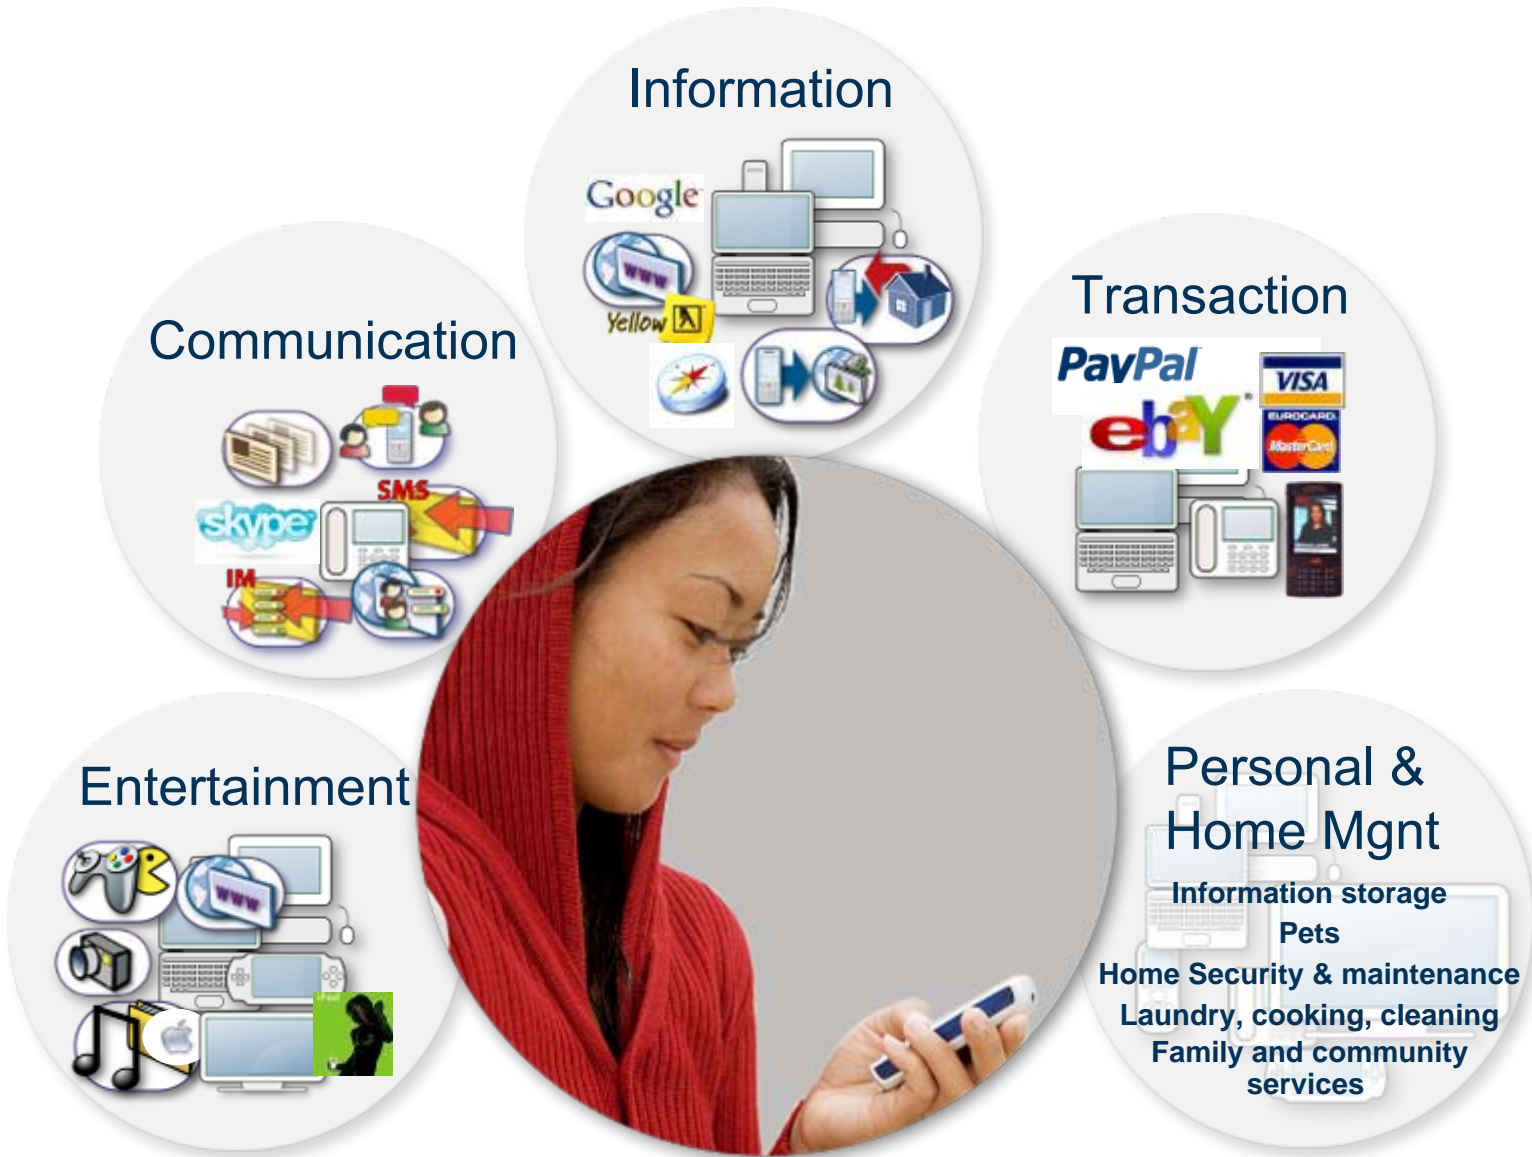 Information
Google
WWW
Yellow
Communication
SMS
skype
IM
Transaction
PayPal
VISA
ebaY
EUROCARD.
MasterCard
Entertainment
WWW
iPod
Personal &
Home Mgnt
Information storage
Pets
Home Security & maintenance
Laundry, cooking, cleaning
Family and community
services